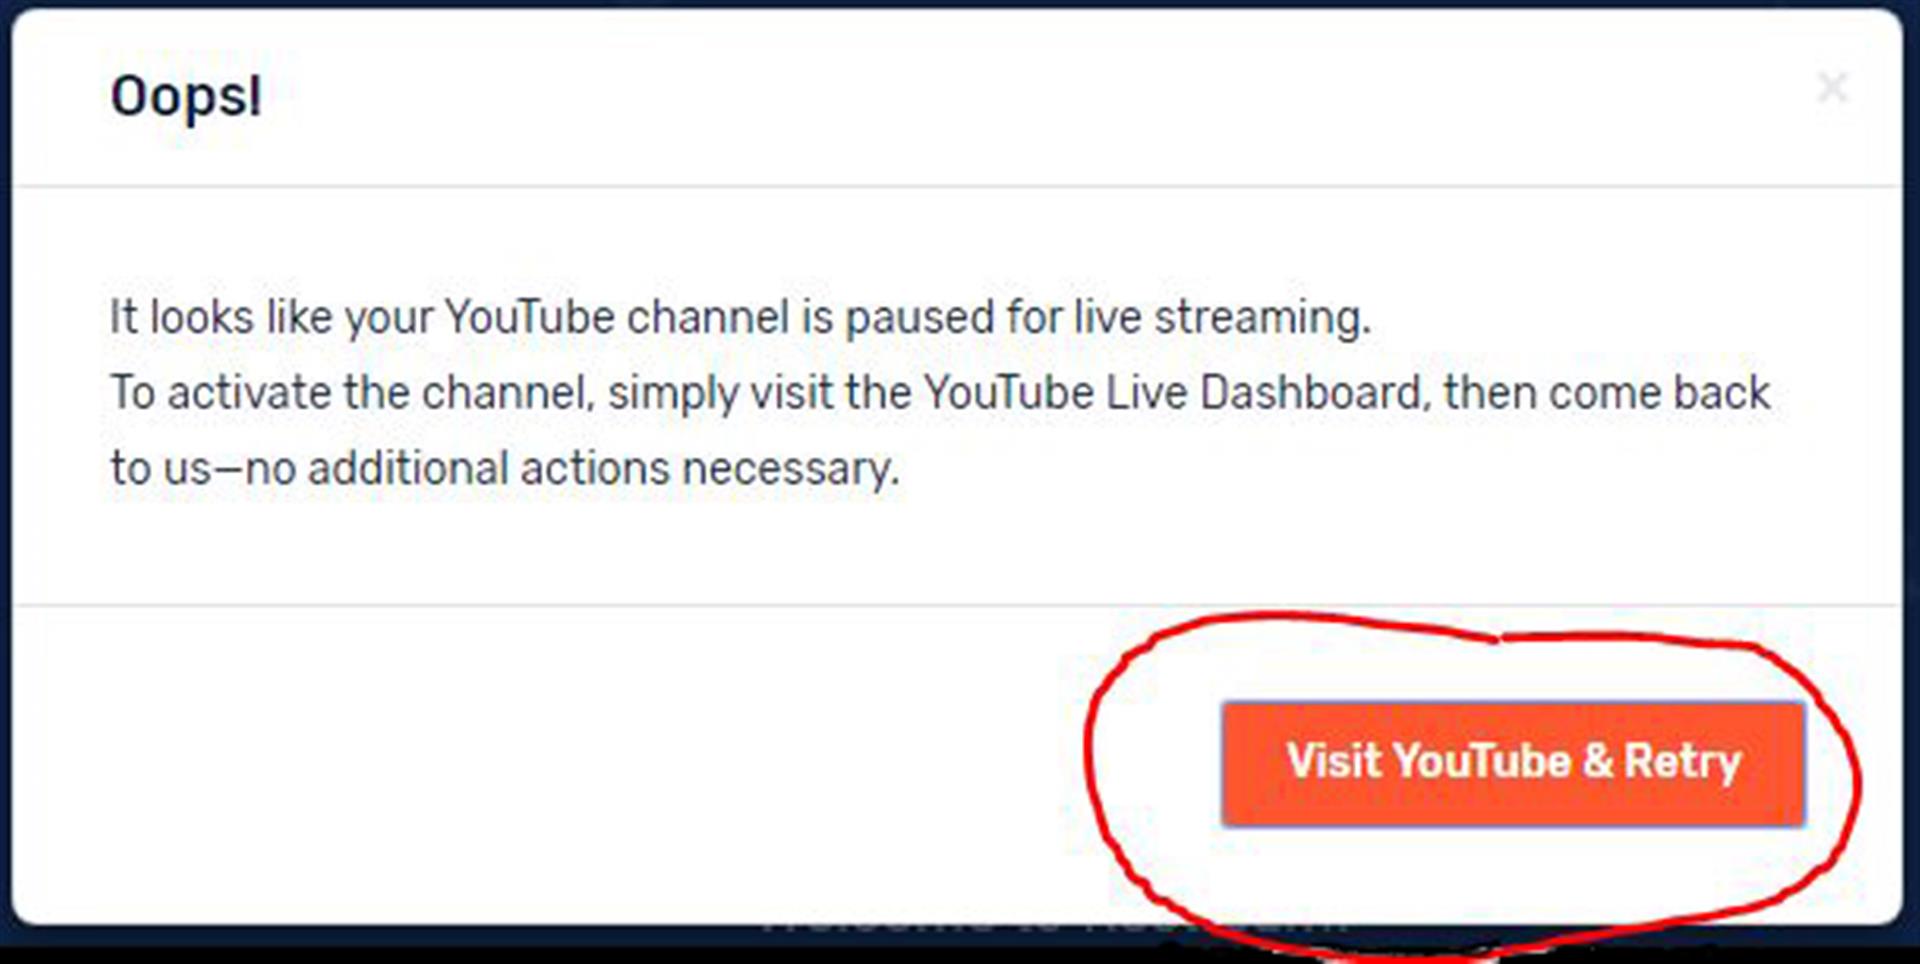 Oops!
×
It looks like your YouTube channel is paused for live streaming.
To activate the channel, simply visit the YouTube Live Dashboard, then come back
to us—no additional actions necessary.
Visit YouTube & Retry